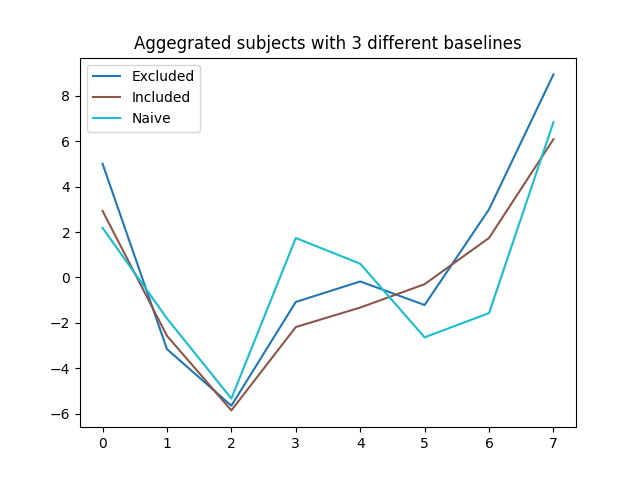 Aggegrated subjects with 3 different baselines
Excluded
Included
Naive
8
6
4
2
0
−2
−4
−6
0 1 2 3 4 5 6 7